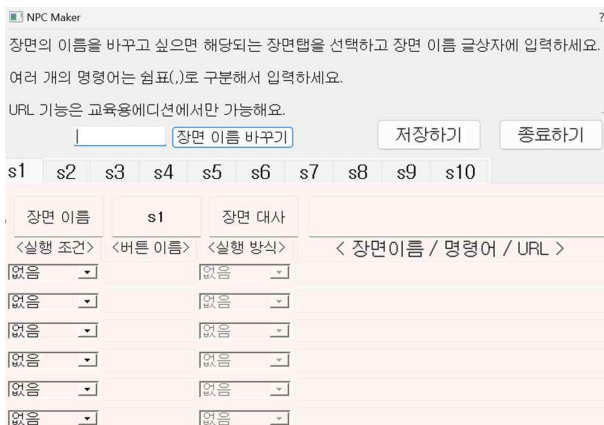 NPC Maker ?
장면의 이름을 바꾸고 싶으면 해당되는 장면탭을 선택하고 장면 이름 글상자에 입력하세요.
여러 개의 명령어는 쉼표(,)로 구분해서 입력하세요.
URL 기능은 교육용에디션에서만 가능해요.
장면 이름 바꾸기 저장하기 종료하기
s1 s2 s3 s4 s5 s6 s7 s8 s9 s10
장면 이름 s1 장면 대사
<실행 조건> <버튼 이름> <실행 방식> < 장면이름 / 명령어 / URL >
없음 없음
없음 없음
없음 없음
없음 없음
없음 없음
없음 없음